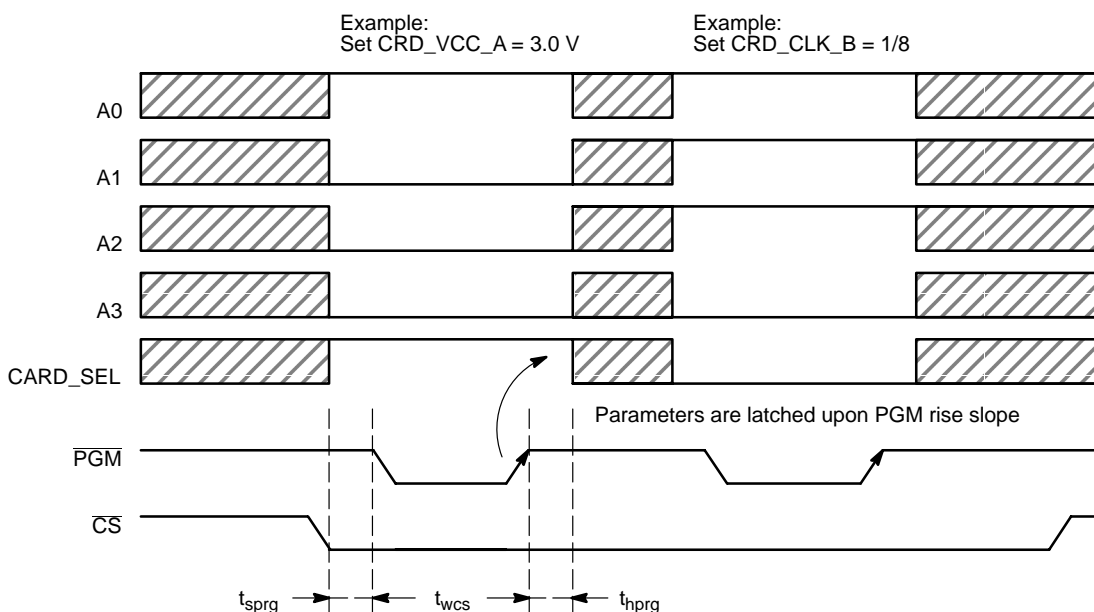 Example:
Set CRD_VCC_A = 3.0 V
Example:
Set CRD_CLK_B = 1/8
A0
A1
A2
A3
CARD_SEL
Parameters are latched upon PGM rise slope
PGM
CS
tsprg
twcs
thprg